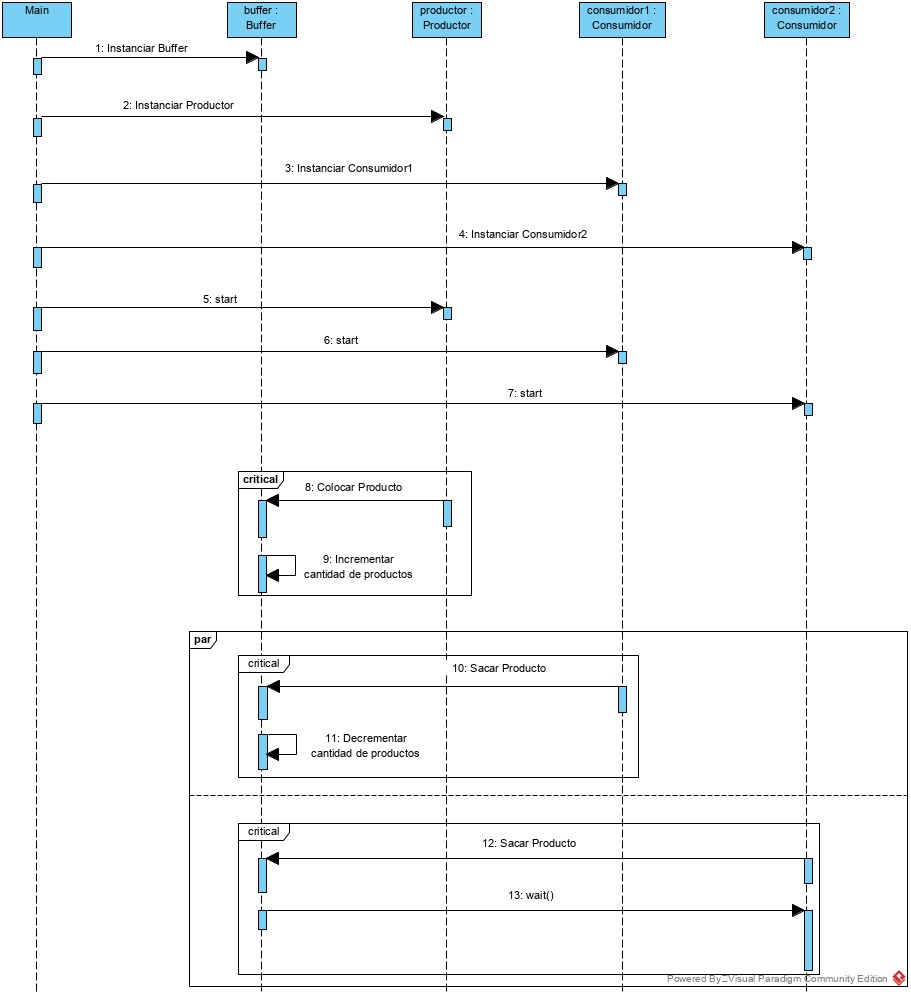 Main
buffer :
Buffer
productor :
Productor
consumidor1 :
Consumidor
consumidor2 :
Consumidor
1: Instanciar Buffer
2: Instanciar Productor
3: Instanciar Consumidor1
4: Instanciar Consumidor2
5: start
6: start
7: start
critical
8: Colocar Producto
9: Incrementar
cantidad de productos
par
critical
10: Sacar Producto
11: Decrementar
cantidad de productos
critical
12: Sacar Producto
13: wait()
Powered By Visual Paradigm Community Edition